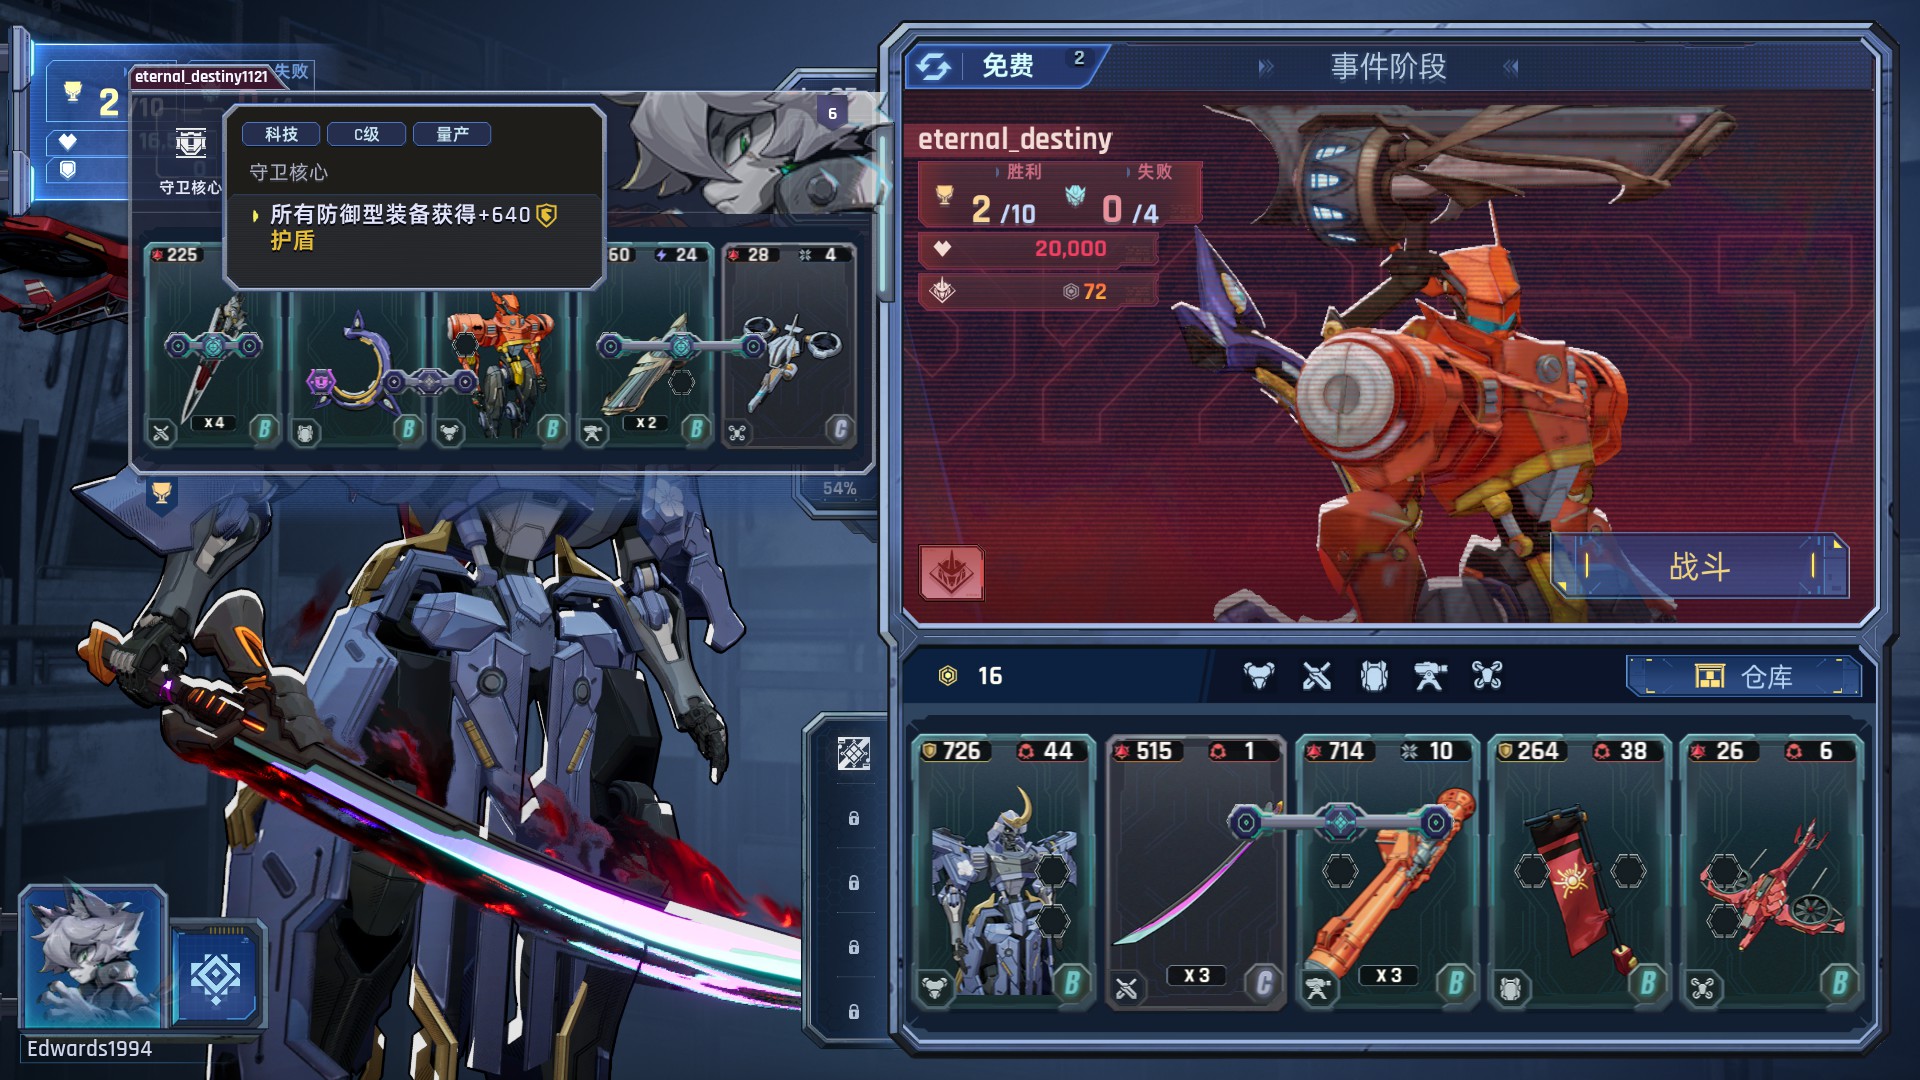 eternal_destiny1121
失败
2/10
6
科技
C级
量产
守卫核心
所有防御型装备获得+640
护盾
守卫核心
225
60
24
28
4
x4
B
B
B
x2
B
C
54%
Edwards1994
免费
2
事件阶段
eternal_destiny
胜利
失败
2/10
0/4
20,000
72
战斗
16
仓库
726
44
515
1
714
10
264
38
26
6
B
x3
C
x3
B
B
B